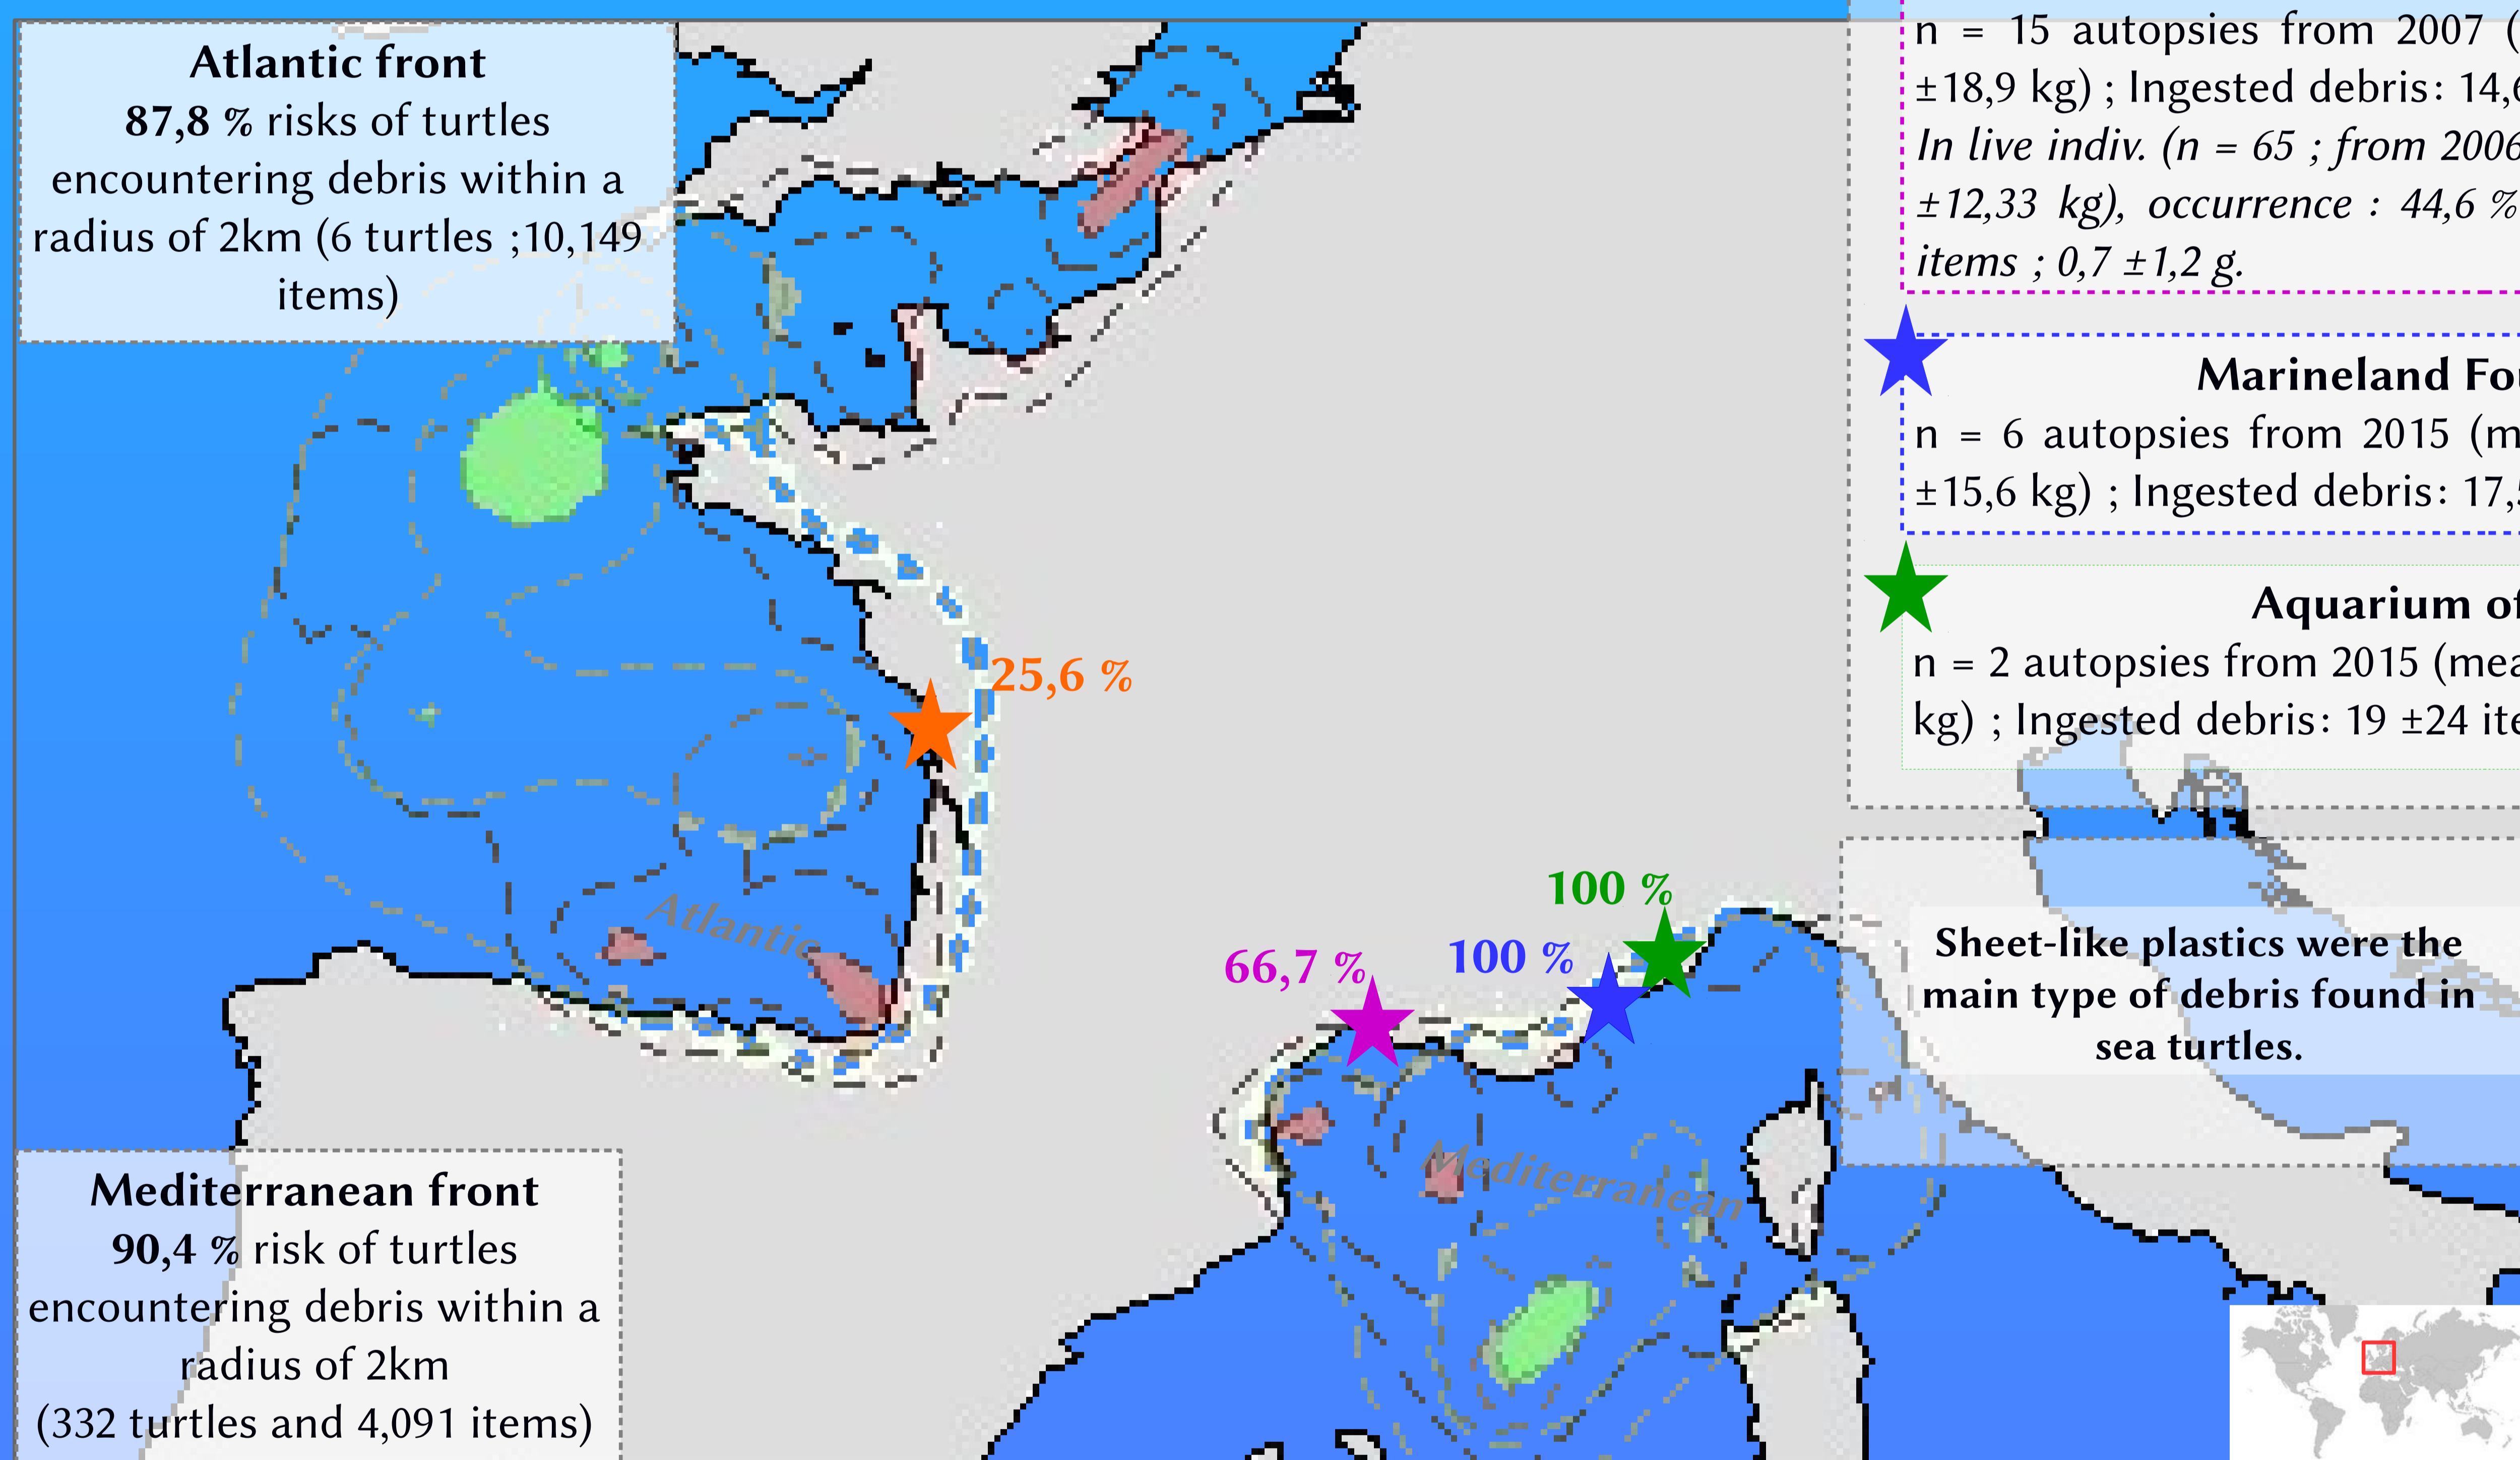 Atlantic front
87,8 % risks of turtles
encountering debris within a
radius of 2km (6 turtles ;10,149
items)
n = 15 autopsies from 2007 (
±18,9 kg) ; Ingested debris: 14,6
In live indiv. (n = 65 ; from 2006
±12,33 kg), occurrence : 44,6 %
items ; 0,7 ±1,2 g.
Marineland
n = 6 autopsies from 2015
±15,6 kg) ; Ingested debris: 17,5
Aquarium of
n = 2 autopsies from 2015
kg) ; Ingested debris: 19 ±24
25,6 %
100 %
66,7 %
100 %
Atlantic
Mediterranean
Sheet-like plastics were the
main type of debris found in
sea turtles.
Mediterranean front
90,4 % risk of turtles
encountering debris within a
radius of 2km
(332 turtles and 4,091 items)